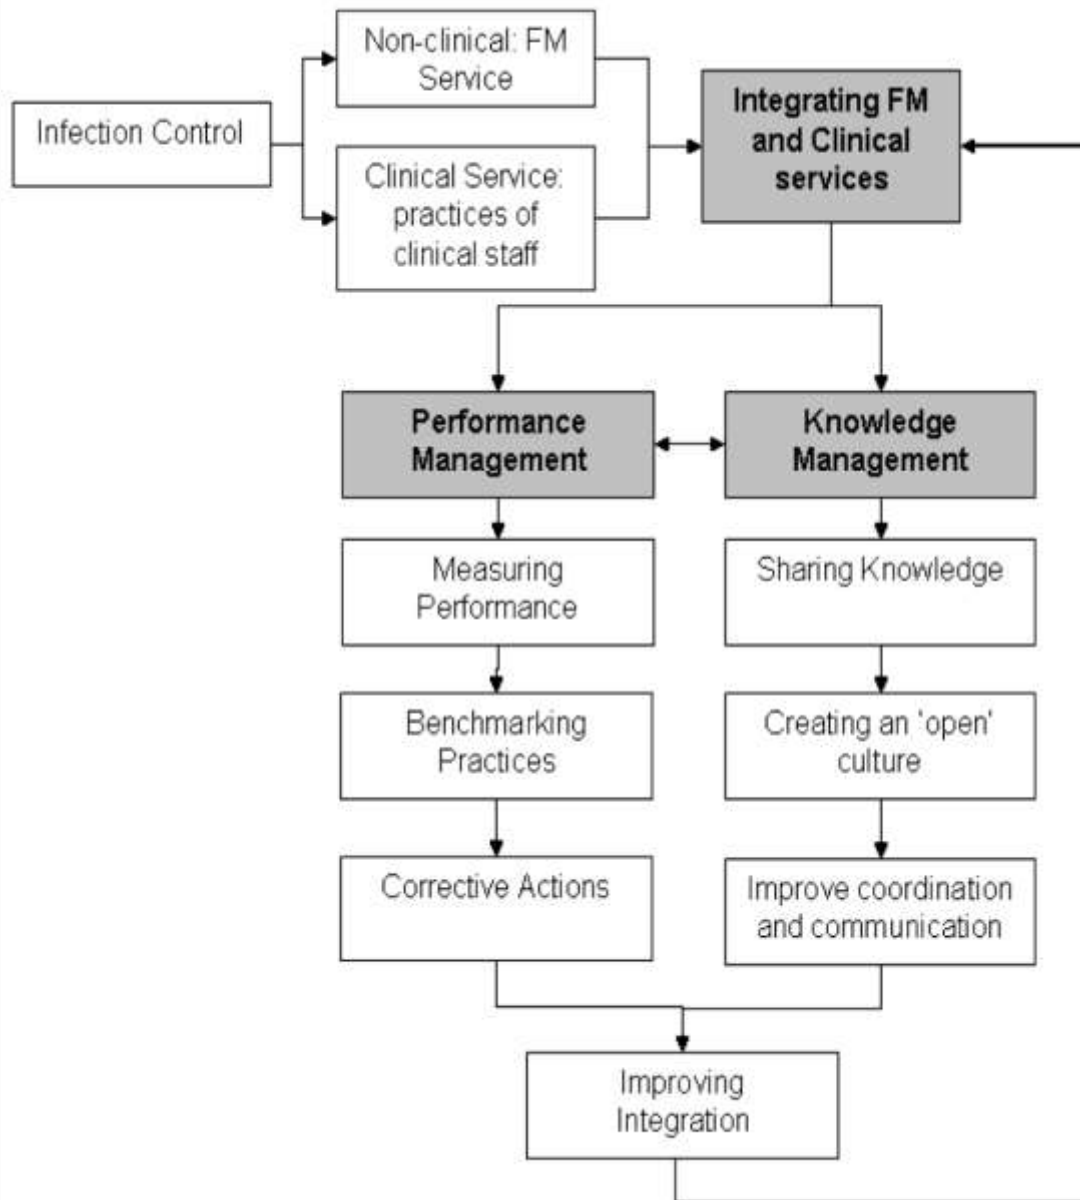 Non-clinical: FM
Service
Infection Control
Clinical Service:
practices of
clinical staff
Integrating FM
and Clinical
services
Performance
Management
Knowledge
Management
Measuring
Performance
Sharing Knowledge
Benchmarking
Practices
Creating an 'open'
culture
Corrective Actions
Improve coordination
and communication
Improving
Integration